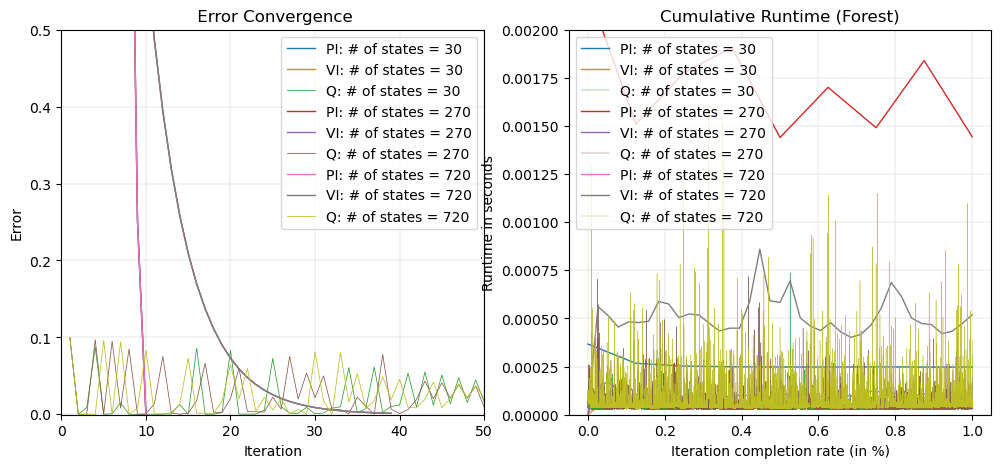 Error Convergence
0.5
0.4
0.3
0.2
0.1
0.0
Error
0
10
20
30
40
50
Iteration
PI: # of states = 30
VI: # of states = 30
Q: # of states = 30
PI: # of states = 270
VI: # of states = 270
Q: # of states = 270
PI: # of states = 720
VI: # of states = 720
Q: # of states = 720
Cumulative Runtime (Forest)
0.00200
0.00175
0.00150
0.00125
0.00100
0.00075
0.00050
0.00025
0.00000
Runtime in seconds
0.0
0.2
0.4
0.6
0.8
1.0
Iteration completion rate (in %)
PI: # of states = 30
VI: # of states = 30
Q: # of states = 30
PI: # of states = 270
VI: # of states = 270
Q: # of states = 270
PI: # of states = 720
VI: # of states = 720
Q: # of states = 720